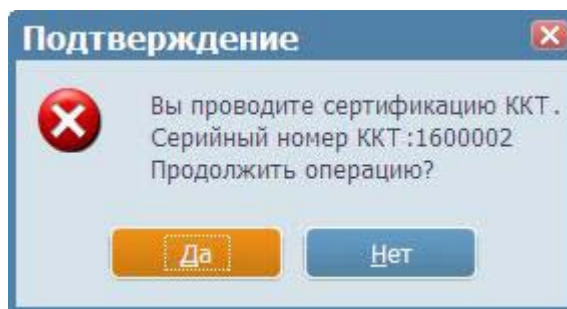 Подтверждение
Вы проводите сертификацию ККТ.
Серийный номер ККТ:1600002
Продолжить операцию?
Да
Нет